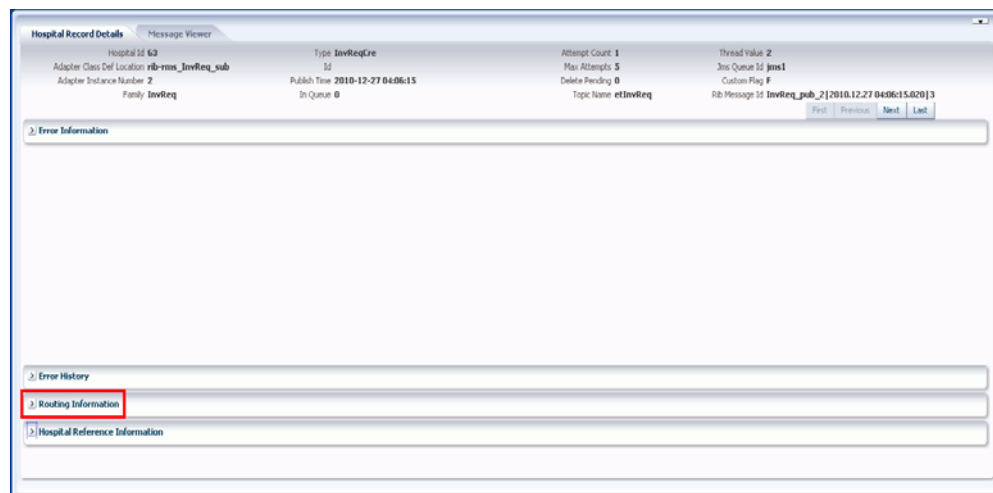 Hospital Record Details Message Viewer
Hospital Id 63 Type InvReqCre Attempt Count 1 Thread Value 2
Adapter Class Def Location rib-rms_InvReq_sub Id Max Attempts 5 Jms Queue Id jms1
Adapter Instance Number 2 Publish Time 2010-12-27 04:06:15 Delete Pending 0 Custom Flag F
Family InvReq In Queue 0 Topic Name etInvReq Rib Message Id InvReq_pub_2|2010.12.27 04:06:15.020|3
First Previous Next Last
Error Information
Error History
Routing Information
Hospital Reference Information